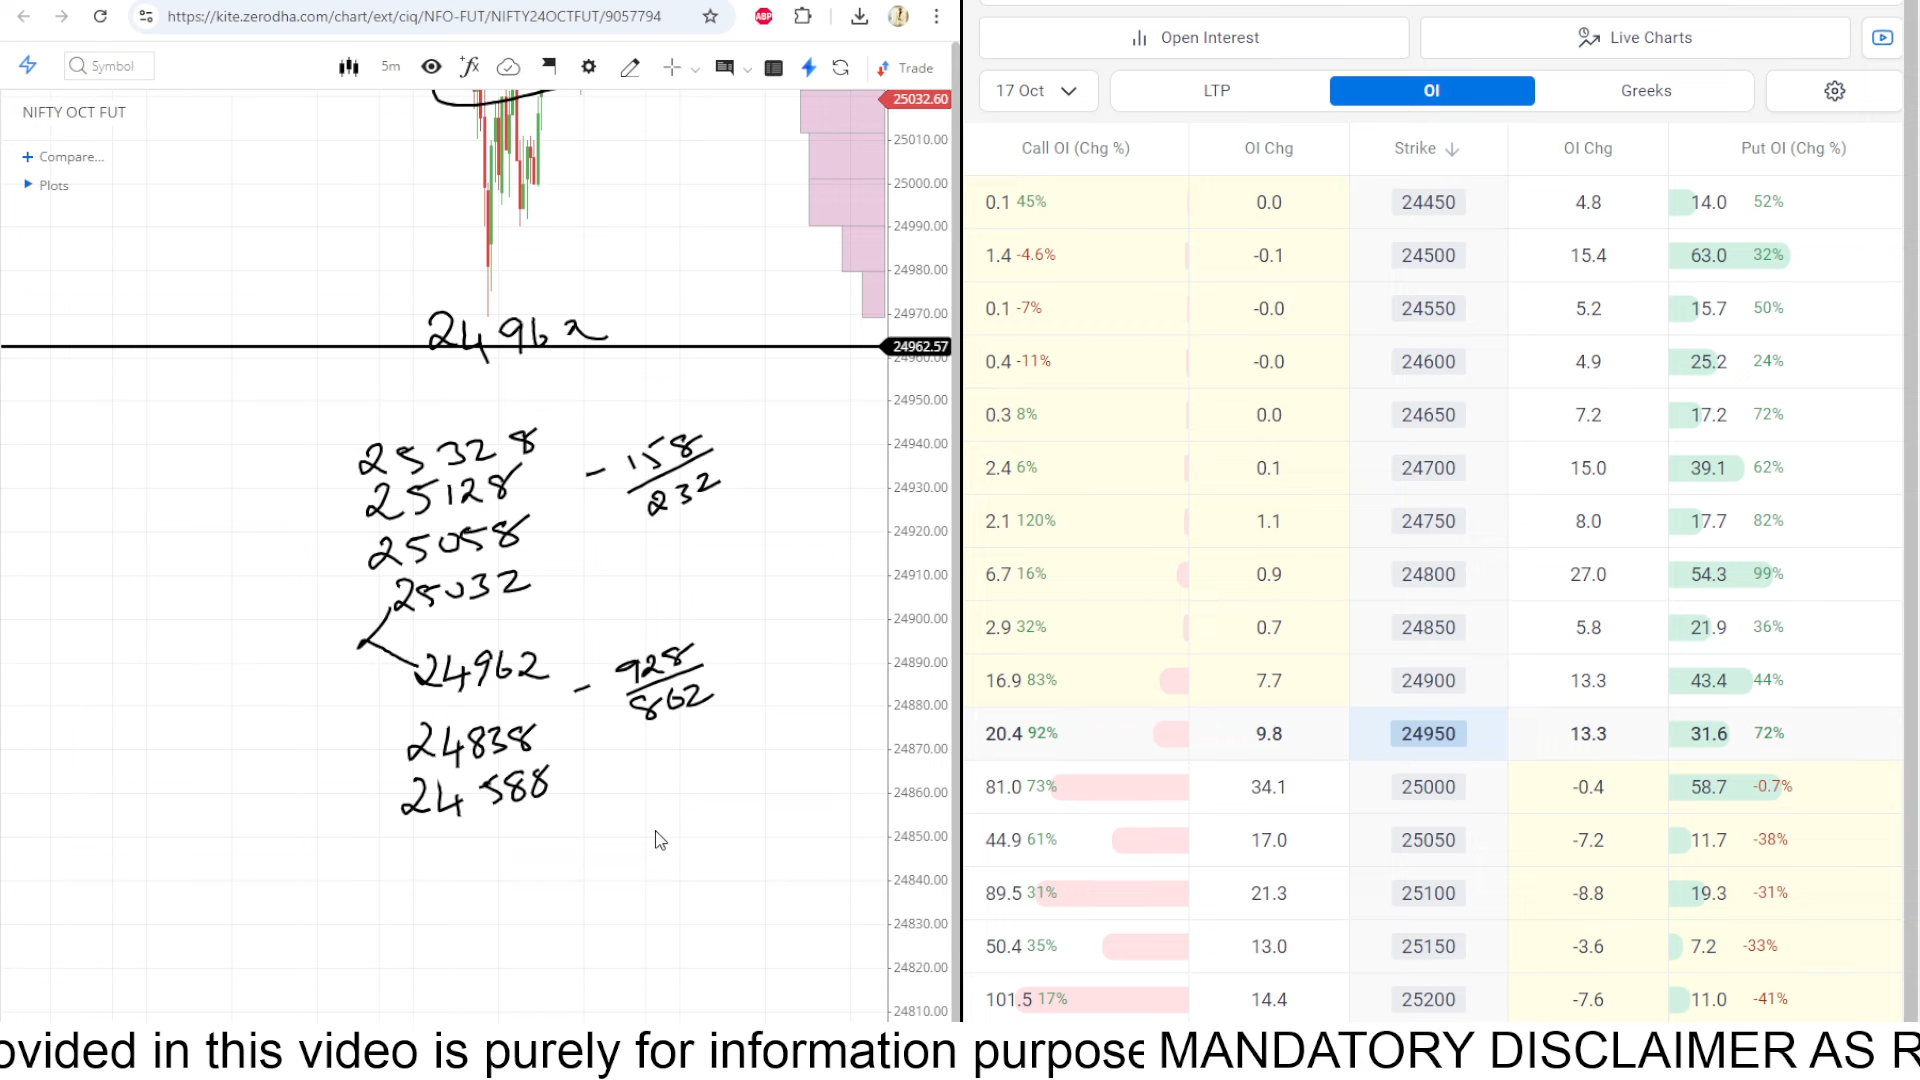 https://kite.zerodha.com/chart/ext/ciq/NFO-FUT/NIFTY24OCTFUT/9057794
ABP
Symbol
5m
Trade
NIFTY OCT FUT
Compare...
Plots
25032.60
25010.00
25000.00
24990.00
24980.00
24970.00
24962.57
24960.00
24950.00
24940.00
24930.00
24920.00
24910.00
24900.00
24890.00
24880.00
24870.00
24860.00
24850.00
24840.00
24830.00
24820.00
24810.00
24962
25328
25128
- 158
232
25058
25032
24962 - 928
862
24838
24588
Open Interest
Live Charts
17 Oct
LTP
OI
Greeks
Call OI (Chg %) OI Chg Strike OI Chg Put OI (Chg %)
0.1 45% 0.0 24450 4.8 14.0 52%
1.4 -4.6% -0.1 24500 15.4 63.0 32%
0.1 -7% -0.0 24550 5.2 15.7 50%
0.4 -11% -0.0 24600 4.9 25.2 24%
0.3 8% 0.0 24650 7.2 17.2 72%
2.4 6% 0.1 24700 15.0 39.1 62%
2.1 120% 1.1 24750 8.0 17.7 82%
6.7 16% 0.9 24800 27.0 54.3 99%
2.9 32% 0.7 24850 5.8 21.9 36%
16.9 83% 7.7 24900 13.3 43.4 44%
20.4 92% 9.8 24950 13.3 31.6 72%
81.0 73% 34.1 25000 -0.4 58.7 -0.7%
44.9 61% 17.0 25050 -7.2 11.7 -38%
89.5 31% 21.3 25100 -8.8 19.3 -31%
50.4 35% 13.0 25150 -3.6 7.2 -33%
101.5 17% 14.4 25200 -7.6 11.0 -41%
ovided in this video is purely for information purpose MANDATORY DISCLAIMER AS R